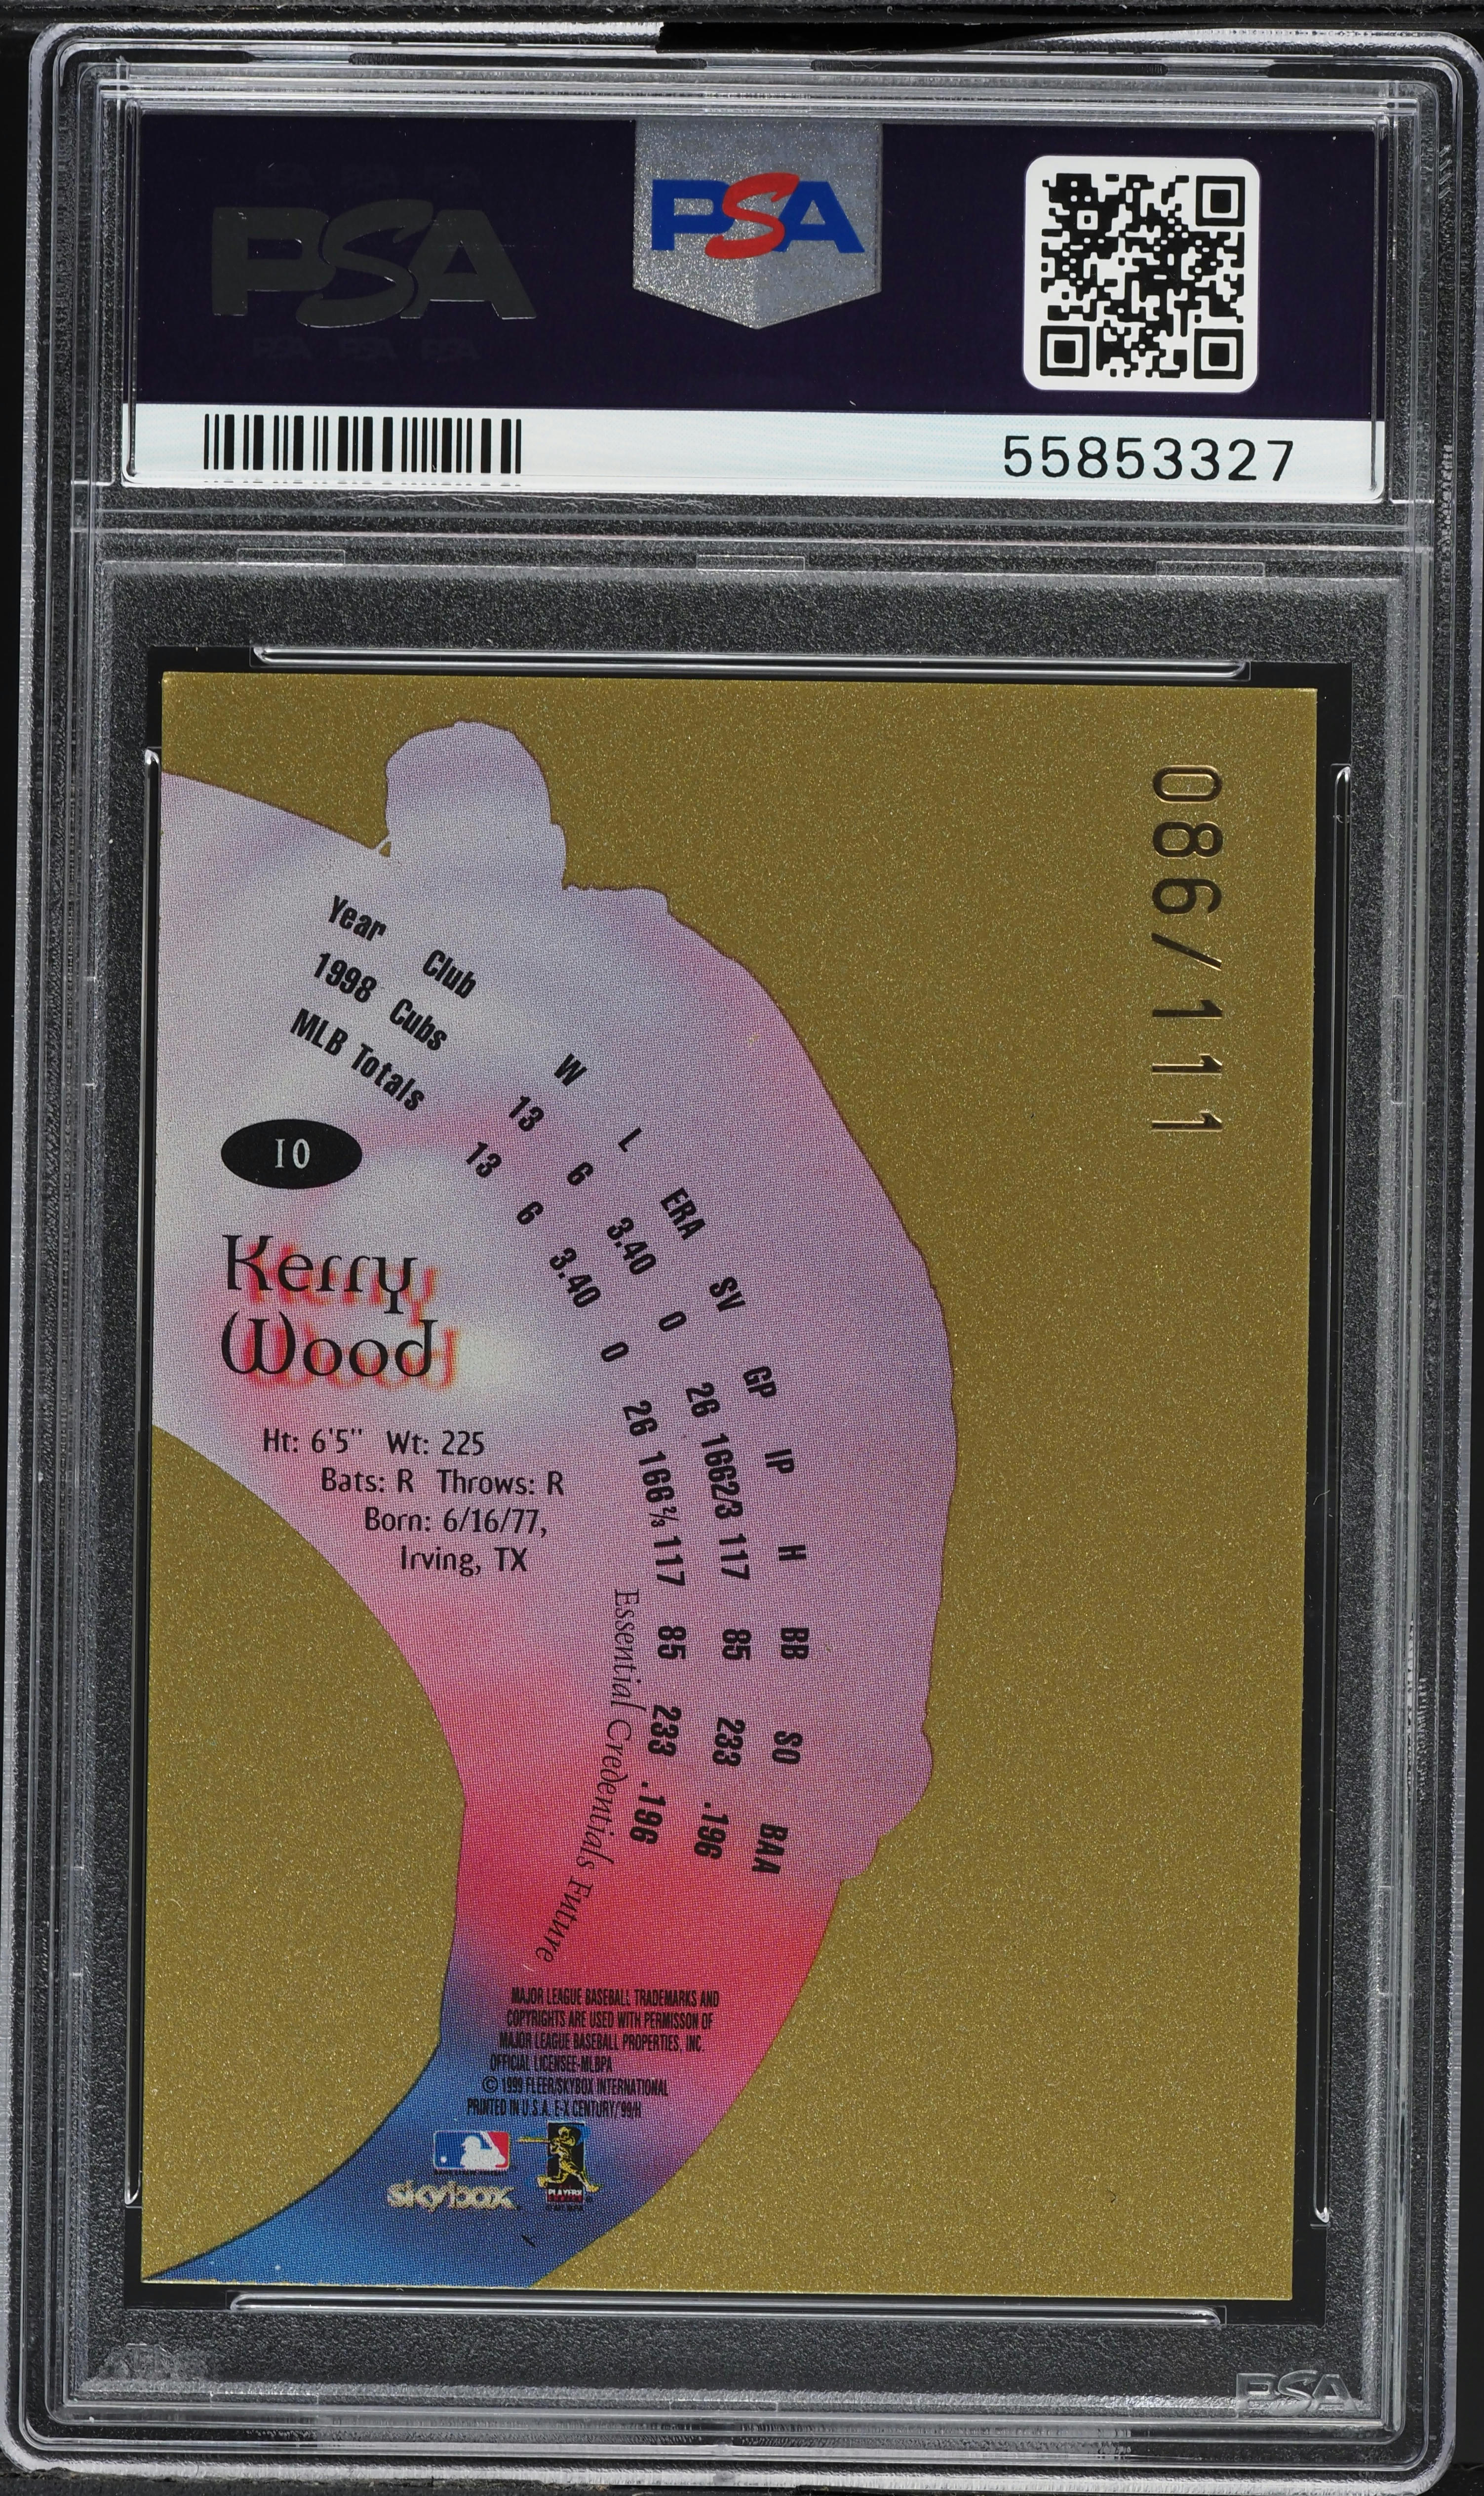 PSA
PSA
55853327
086/111
Year Club W L ERA SV GP IP H BB SO BAA
1998 Cubs 13 6 3.40 0 26 1662/3 117 85 233 .196
MLB Totals 13 6 3.40 0 26 166⅔ 117 85 233 .196
10
Kerry
Wood
Ht: 6'5" Wt: 225
Bats: R Throws: R
Born: 6/16/77,
Irving, TX
Essential Credentials Future
MAJOR LEAGUE BASEBALL TRADEMARKS AND
COPYRIGHTS ARE USED WITH PERMISSON OF
MAJOR LEAGUE BASEBALL PROPERTIES, INC.
OFFICIAL LICENSEE-MLBPA
© 1999 FLEER/SKYBOX INTERNATIONAL
PRINTED IN U.S.A. E-X CENTURY/'99/H
PLAYERS
skybox
PSA